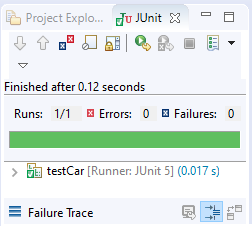 Project Explo... JUnit
Finished after 0.12 seconds
Runs: 1/1 Errors: 0 Failures: 0
testCar [Runner: JUnit 5] (0.017 s)
Failure Trace